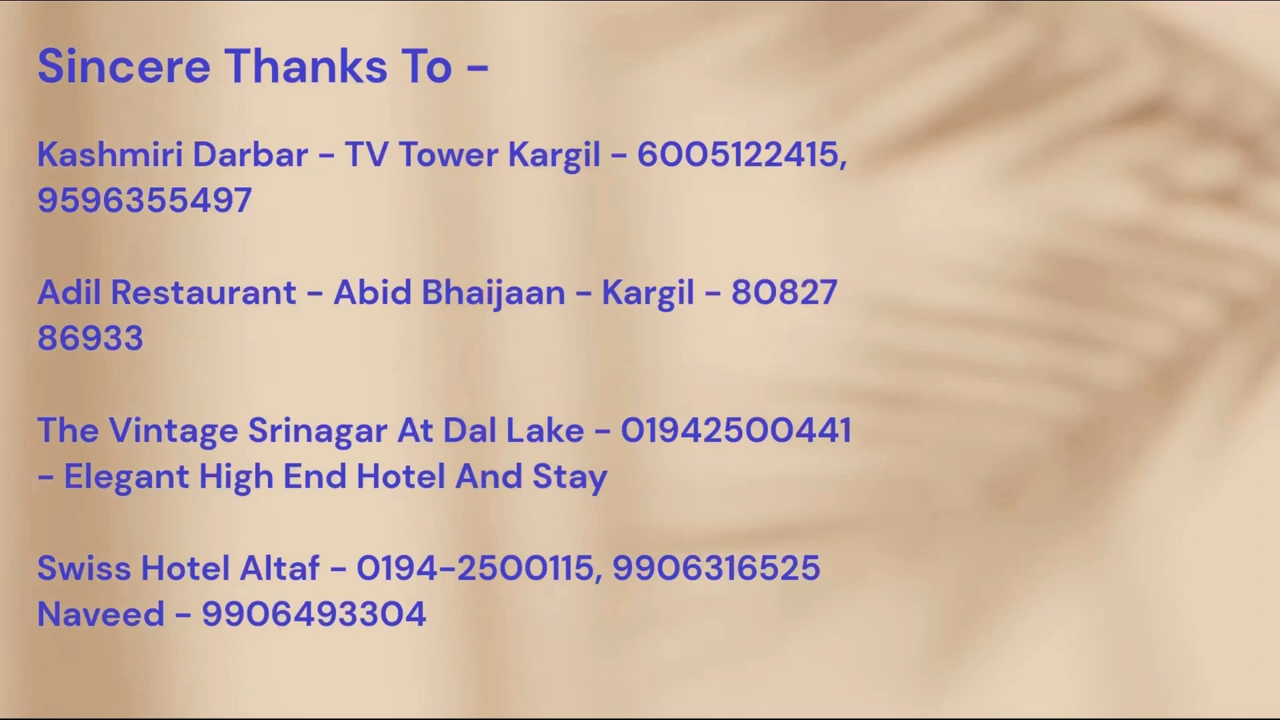 Sincere Thanks To -
Kashmiri Darbar - TV Tower Kargil - 6005122415,
9596355497
Adil Restaurant - Abid Bhaijaan - Kargil - 80827
86933
The Vintage Srinagar At Dal Lake - 01942500441
- Elegant High End Hotel And Stay
Swiss Hotel Altaf - 0194-2500115, 9906316525
Naveed - 9906493304